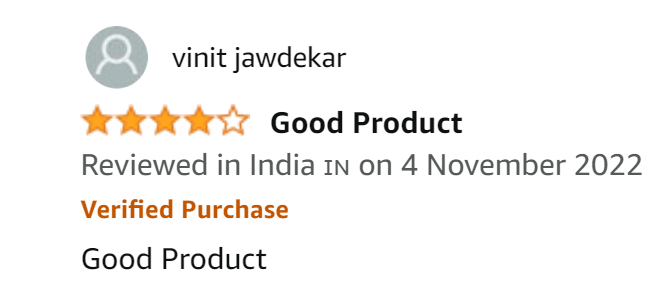 vinit jawdekar
Good Product
Reviewed in India IN on 4 November 2022
Verified Purchase
Good Product